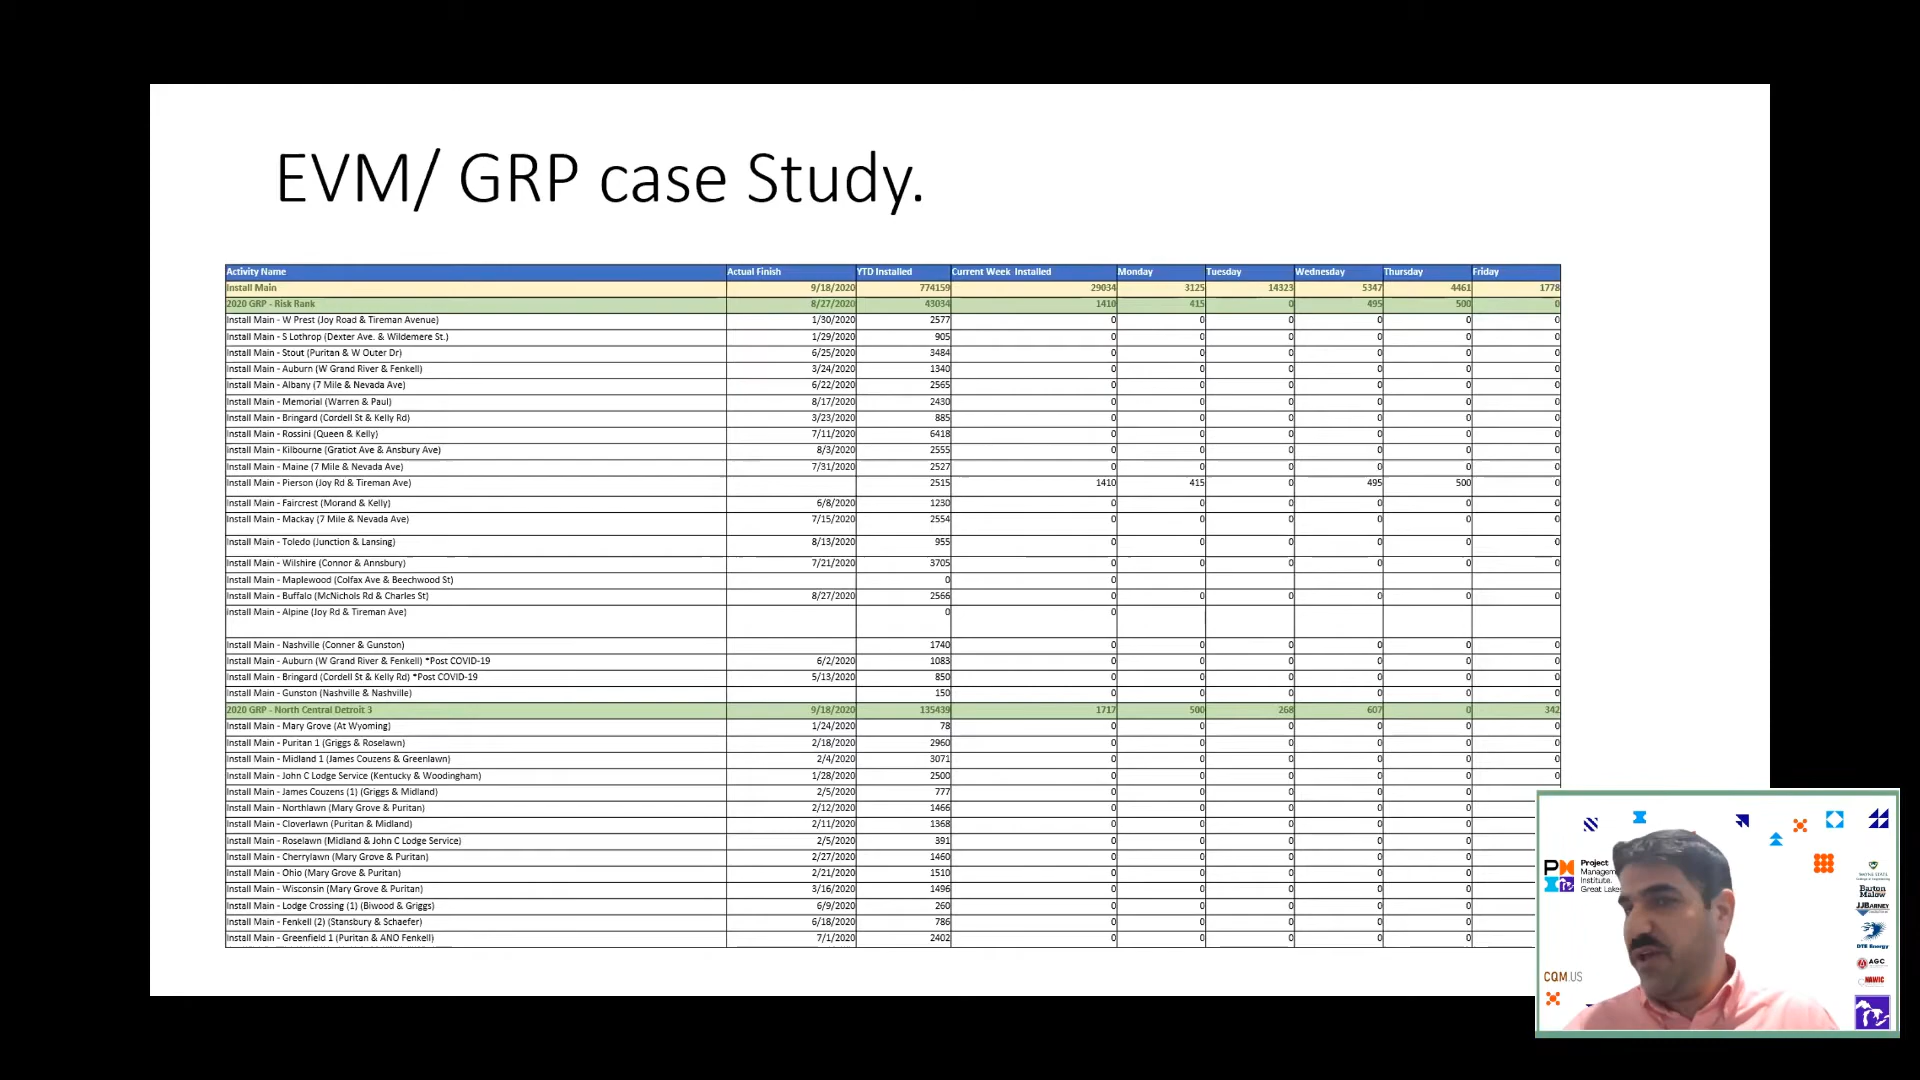 EVM/ GRP case Study.
Activity Name Actual Finish YTD Installed Current Week Installed Monday Tuesday Wednesday Thursday Friday
Install Main 9/18/2020 774159 29034 3125 14323 5347 4461 1778
2020 GRP - Risk Rank 8/27/2020 43034 1410 415 0 495 500 0
Install Main - W Prest (Joy Road & Tireman Avenue) 1/30/2020 2577 0 0 0 0 0 0
Install Main - S Lothrop (Dexter Ave. & Wildemere St.) 1/29/2020 905 0 0 0 0 0 0
Install Main - Stout (Puritan & W Outer Dr) 6/25/2020 3484 0 0 0 0 0 0
Install Main - Auburn (W Grand River & Fenkell) 3/24/2020 1340 0 0 0 0 0 0
Install Main - Albany (7 Mile & Nevada Ave) 6/22/2020 2565 0 0 0 0 0 0
Install Main - Memorial (Warren & Paul) 8/17/2020 2430 0 0 0 0 0 0
Install Main - Bringard (Cordell St & Kelly Rd) 3/23/2020 885 0 0 0 0 0 0
Install Main - Rossini (Queen & Kelly) 7/11/2020 6418 0 0 0 0 0 0
Install Main - Kilbourne (Gratiot Ave & Ansbury Ave) 8/3/2020 2555 0 0 0 0 0 0
Install Main - Maine (7 Mile & Nevada Ave) 7/31/2020 2527 0 0 0 0 0 0
Install Main - Pierson (Joy Rd & Tireman Ave) 2515 1410 415 0 495 500 0
Install Main - Faircrest (Morand & Kelly) 6/8/2020 1230 0 0 0 0 0 0
Install Main - Mackay (7 Mile & Nevada Ave) 7/15/2020 2554 0 0 0 0 0 0
Install Main - Toledo (Junction & Lansing) 8/13/2020 955 0 0 0 0 0 0
Install Main - Wilshire (Connor & Annsbury) 7/21/2020 3705 0 0 0 0 0 0
Install Main - Maplewood (Colfax Ave & Beechwood St) 0 0
Install Main - Buffalo (McNichols Rd & Charles St) 8/27/2020 2566 0 0 0 0 0 0
Install Main - Alpine (Joy Rd & Tireman Ave) 0 0
Install Main - Nashville (Conner & Gunston) 1740 0 0 0 0 0 0
Install Main - Auburn (W Grand River & Fenkell) *Post COVID-19 6/2/2020 1083 0 0 0 0 0 0
Install Main - Bringard (Cordell St & Kelly Rd) *Post COVID-19 5/13/2020 850 0 0 0 0 0 0
Install Main - Gunston (Nashville & Nashville) 150 0 0 0 0 0 0
2020 GRP - North Central Detroit 3 9/18/2020 135439 1717 500 268 607 0 342
Install Main - Mary Grove (At Wyoming) 1/24/2020 78 0 0 0 0 0 0
Install Main - Puritan 1 (Griggs & Roselawn) 2/18/2020 2960 0 0 0 0 0 0
Install Main - Midland 1 (James Couzens & Greenlawn) 2/4/2020 3071 0 0 0 0 0 0
Install Main - John C Lodge Service (Kentucky & Woodingham) 1/28/2020 2500 0 0 0 0 0 0
Install Main - James Couzens (1) (Griggs & Midland) 2/5/2020 777 0 0 0 0 0
Install Main - Northlawn (Mary Grove & Puritan) 2/12/2020 1466 0 0 0 0 0
Install Main - Cloverlawn (Puritan & Midland) 2/11/2020 1368 0 0 0 0 0
Install Main - Roselawn (Midland & John C Lodge Service) 2/5/2020 391 0 0 0 0 0
Install Main - Cherrylawn (Mary Grove & Puritan) 2/27/2020 1460 0 0 0 0 0
Install Main - Ohio (Mary Grove & Puritan) 2/21/2020 1510 0 0 0 0 0
Install Main - Wisconsin (Mary Grove & Puritan) 3/16/2020 1496 0 0 0 0 0
Install Main - Lodge Crossing (1) (Biwood & Griggs) 6/9/2020 260 0 0 0 0 0
Install Main - Fenkell (2) (Stansbury & Schaefer) 6/18/2020 786 0 0 0 0 0
Install Main - Greenfield 1 (Puritan & ANO Fenkell) 7/1/2020 2402 0 0 0 0 0
Project
Institute.
Great
Barton
Malow
JJBARNEY
DTE Energy
AGC
NAWIC
CQM.US